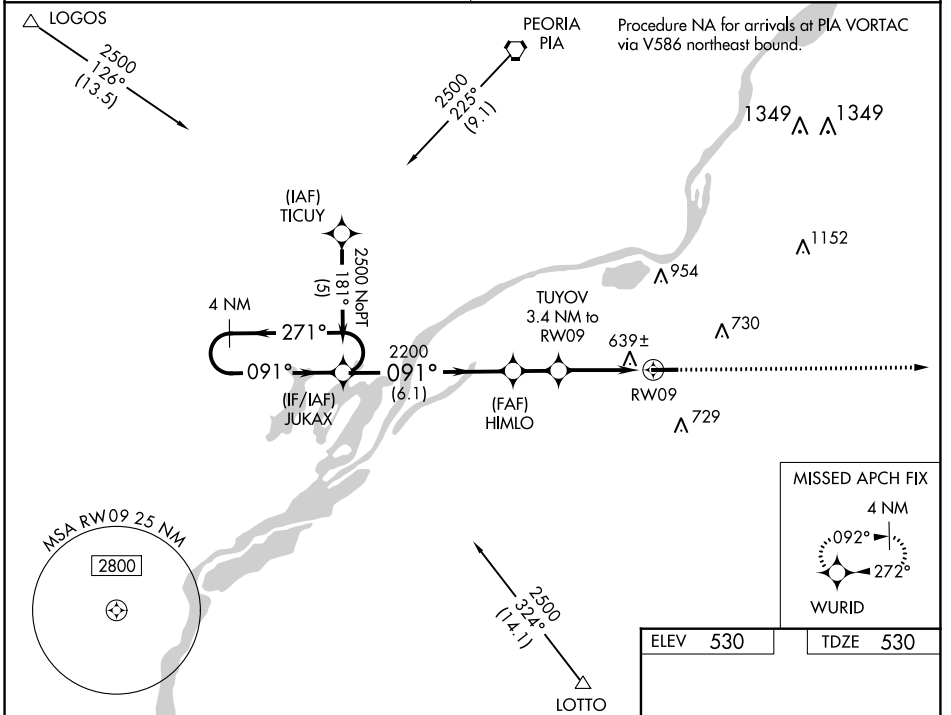 LOGOS
2500
126°
(13.5)
PEORIA
PIA
2500
225°
(9.1)
Procedure NA for arrivals at PIA VORTAC
via V586 northeast bound.
1349
1349
(IAF)
TICUY
2500 NoPT
181°
(5)
1152
954
4 NM
271°
TUYOV
3.4 NM to
RW09
730
639±
091°
2200
091°
(6.1)
(IF/IAF)
JUKAX
(FAF)
HIMLO
RW09
729
MISSED APCH FIX
4 NM
092°
272°
WURID
MSA RW09 25 NM
2800
2500
324°
(14.1)
LOTTO
ELEV 530
TDZE 530